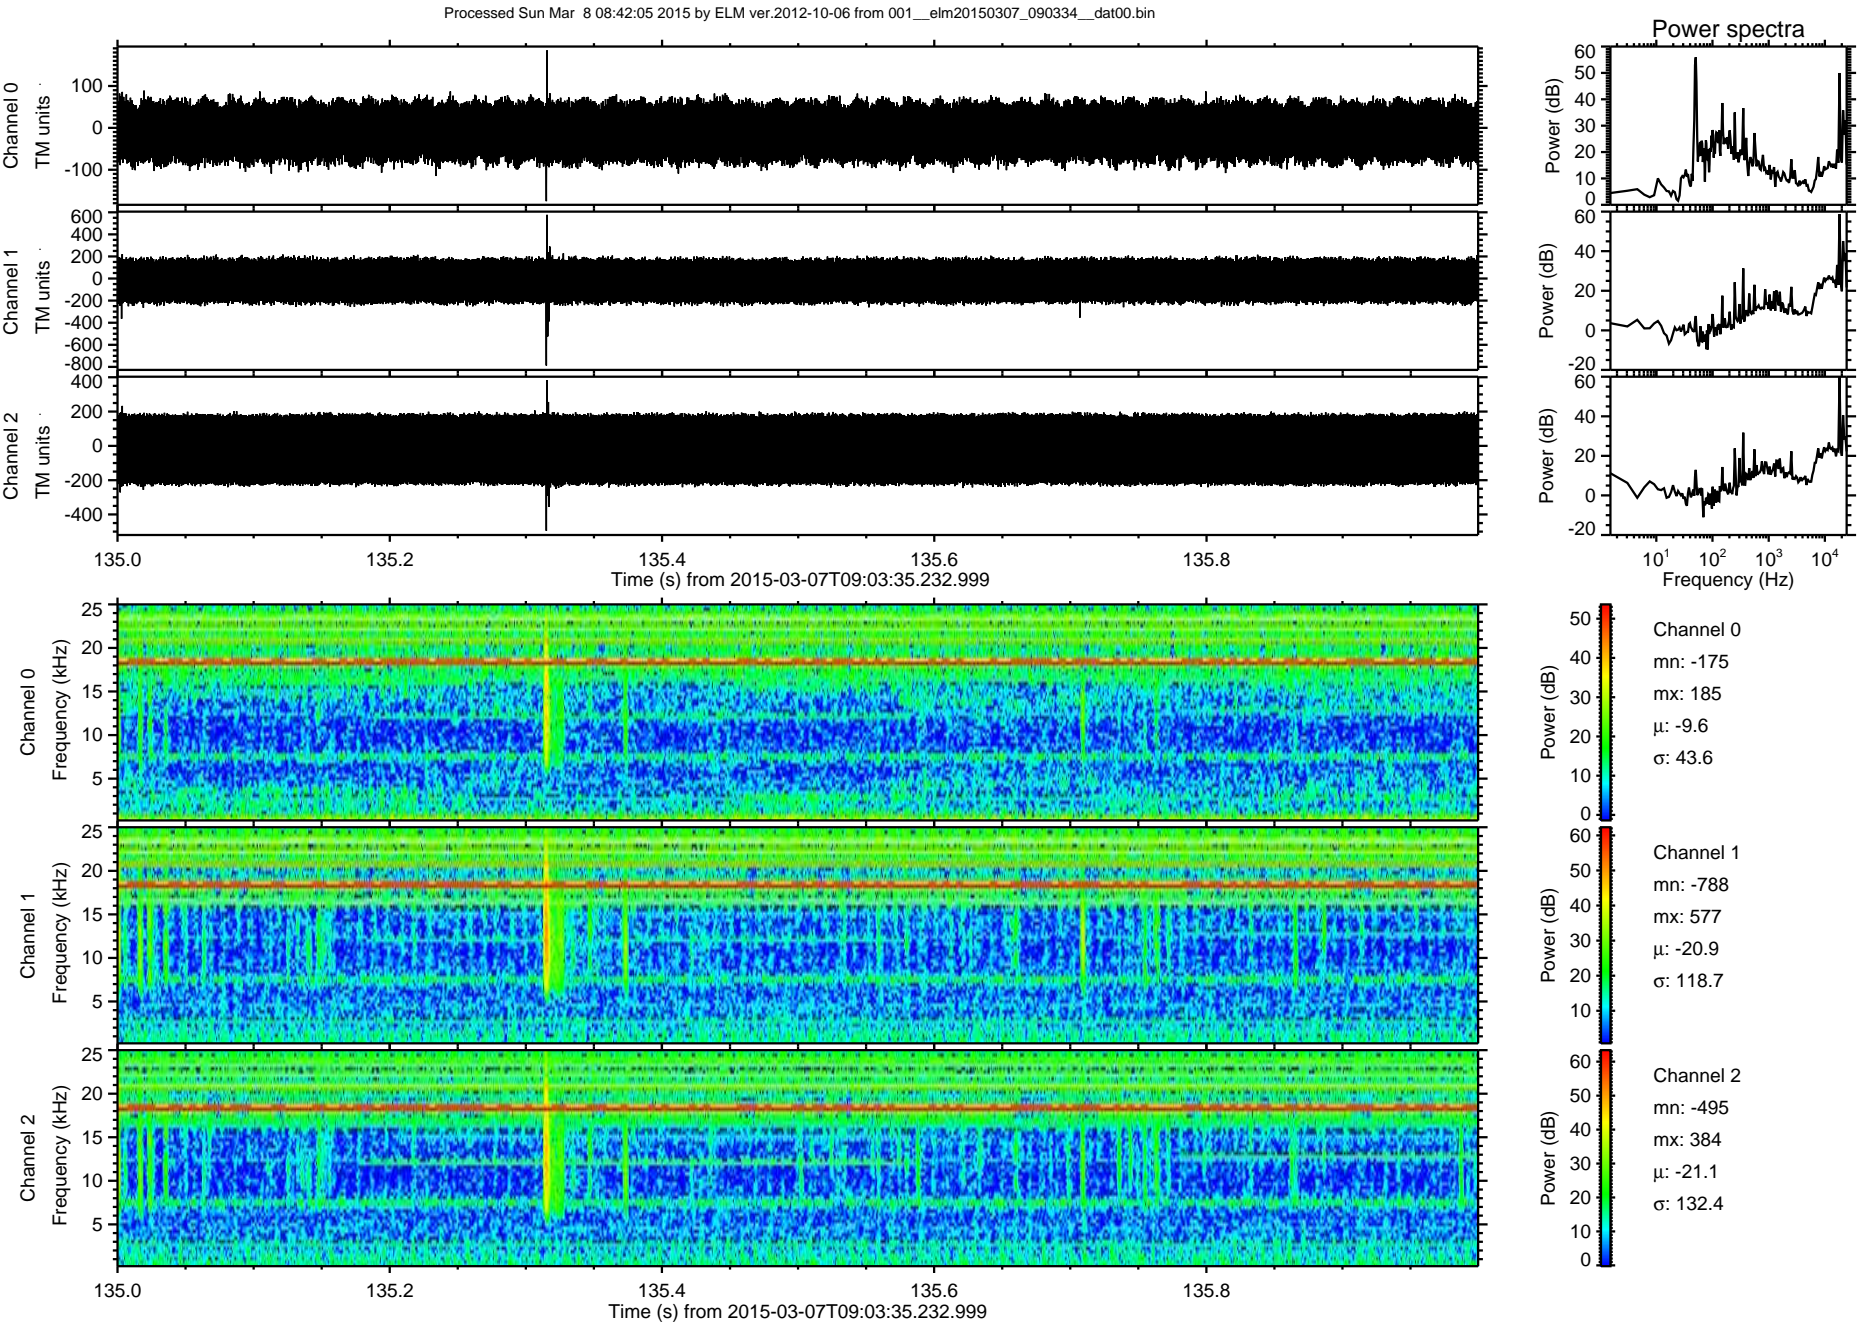 Processed Sun Mar  8 08:42:05 2015 by ELM ver.2012-10-06 from 001__elm20150307_090334__dat00.bin
Power spectra
Channel 0
TM units
100
0
-100
Power (dB)
60
50
40
30
20
10
0
Channel 1
TM units
600
400
200
0
-200
-400
-600
-800
Power (dB)
60
40
20
0
-20
Channel 2
TM units
400
200
0
-200
-400
Power (dB)
60
40
20
0
-20
135.0 135.2 135.4 135.6 135.8
Time (s) from 2015-03-07T09:03:35.232.999
10¹ 10² 10³ 10⁴
Frequency (Hz)
Channel 0
Frequency (kHz)
25
20
15
10
5
Power (dB)
50
40
30
20
10
0
Channel 0
mn: -175
mx: 185
μ: -9.6
σ: 43.6
Channel 1
Frequency (kHz)
25
20
15
10
5
Power (dB)
60
50
40
30
20
10
Channel 1
mn: -788
mx: 577
μ: -20.9
σ: 118.7
Channel 2
Frequency (kHz)
25
20
15
10
5
Power (dB)
60
50
40
30
20
10
0
Channel 2
mn: -495
mx: 384
μ: -21.1
σ: 132.4
135.0 135.2 135.4 135.6 135.8
Time (s) from 2015-03-07T09:03:35.232.999